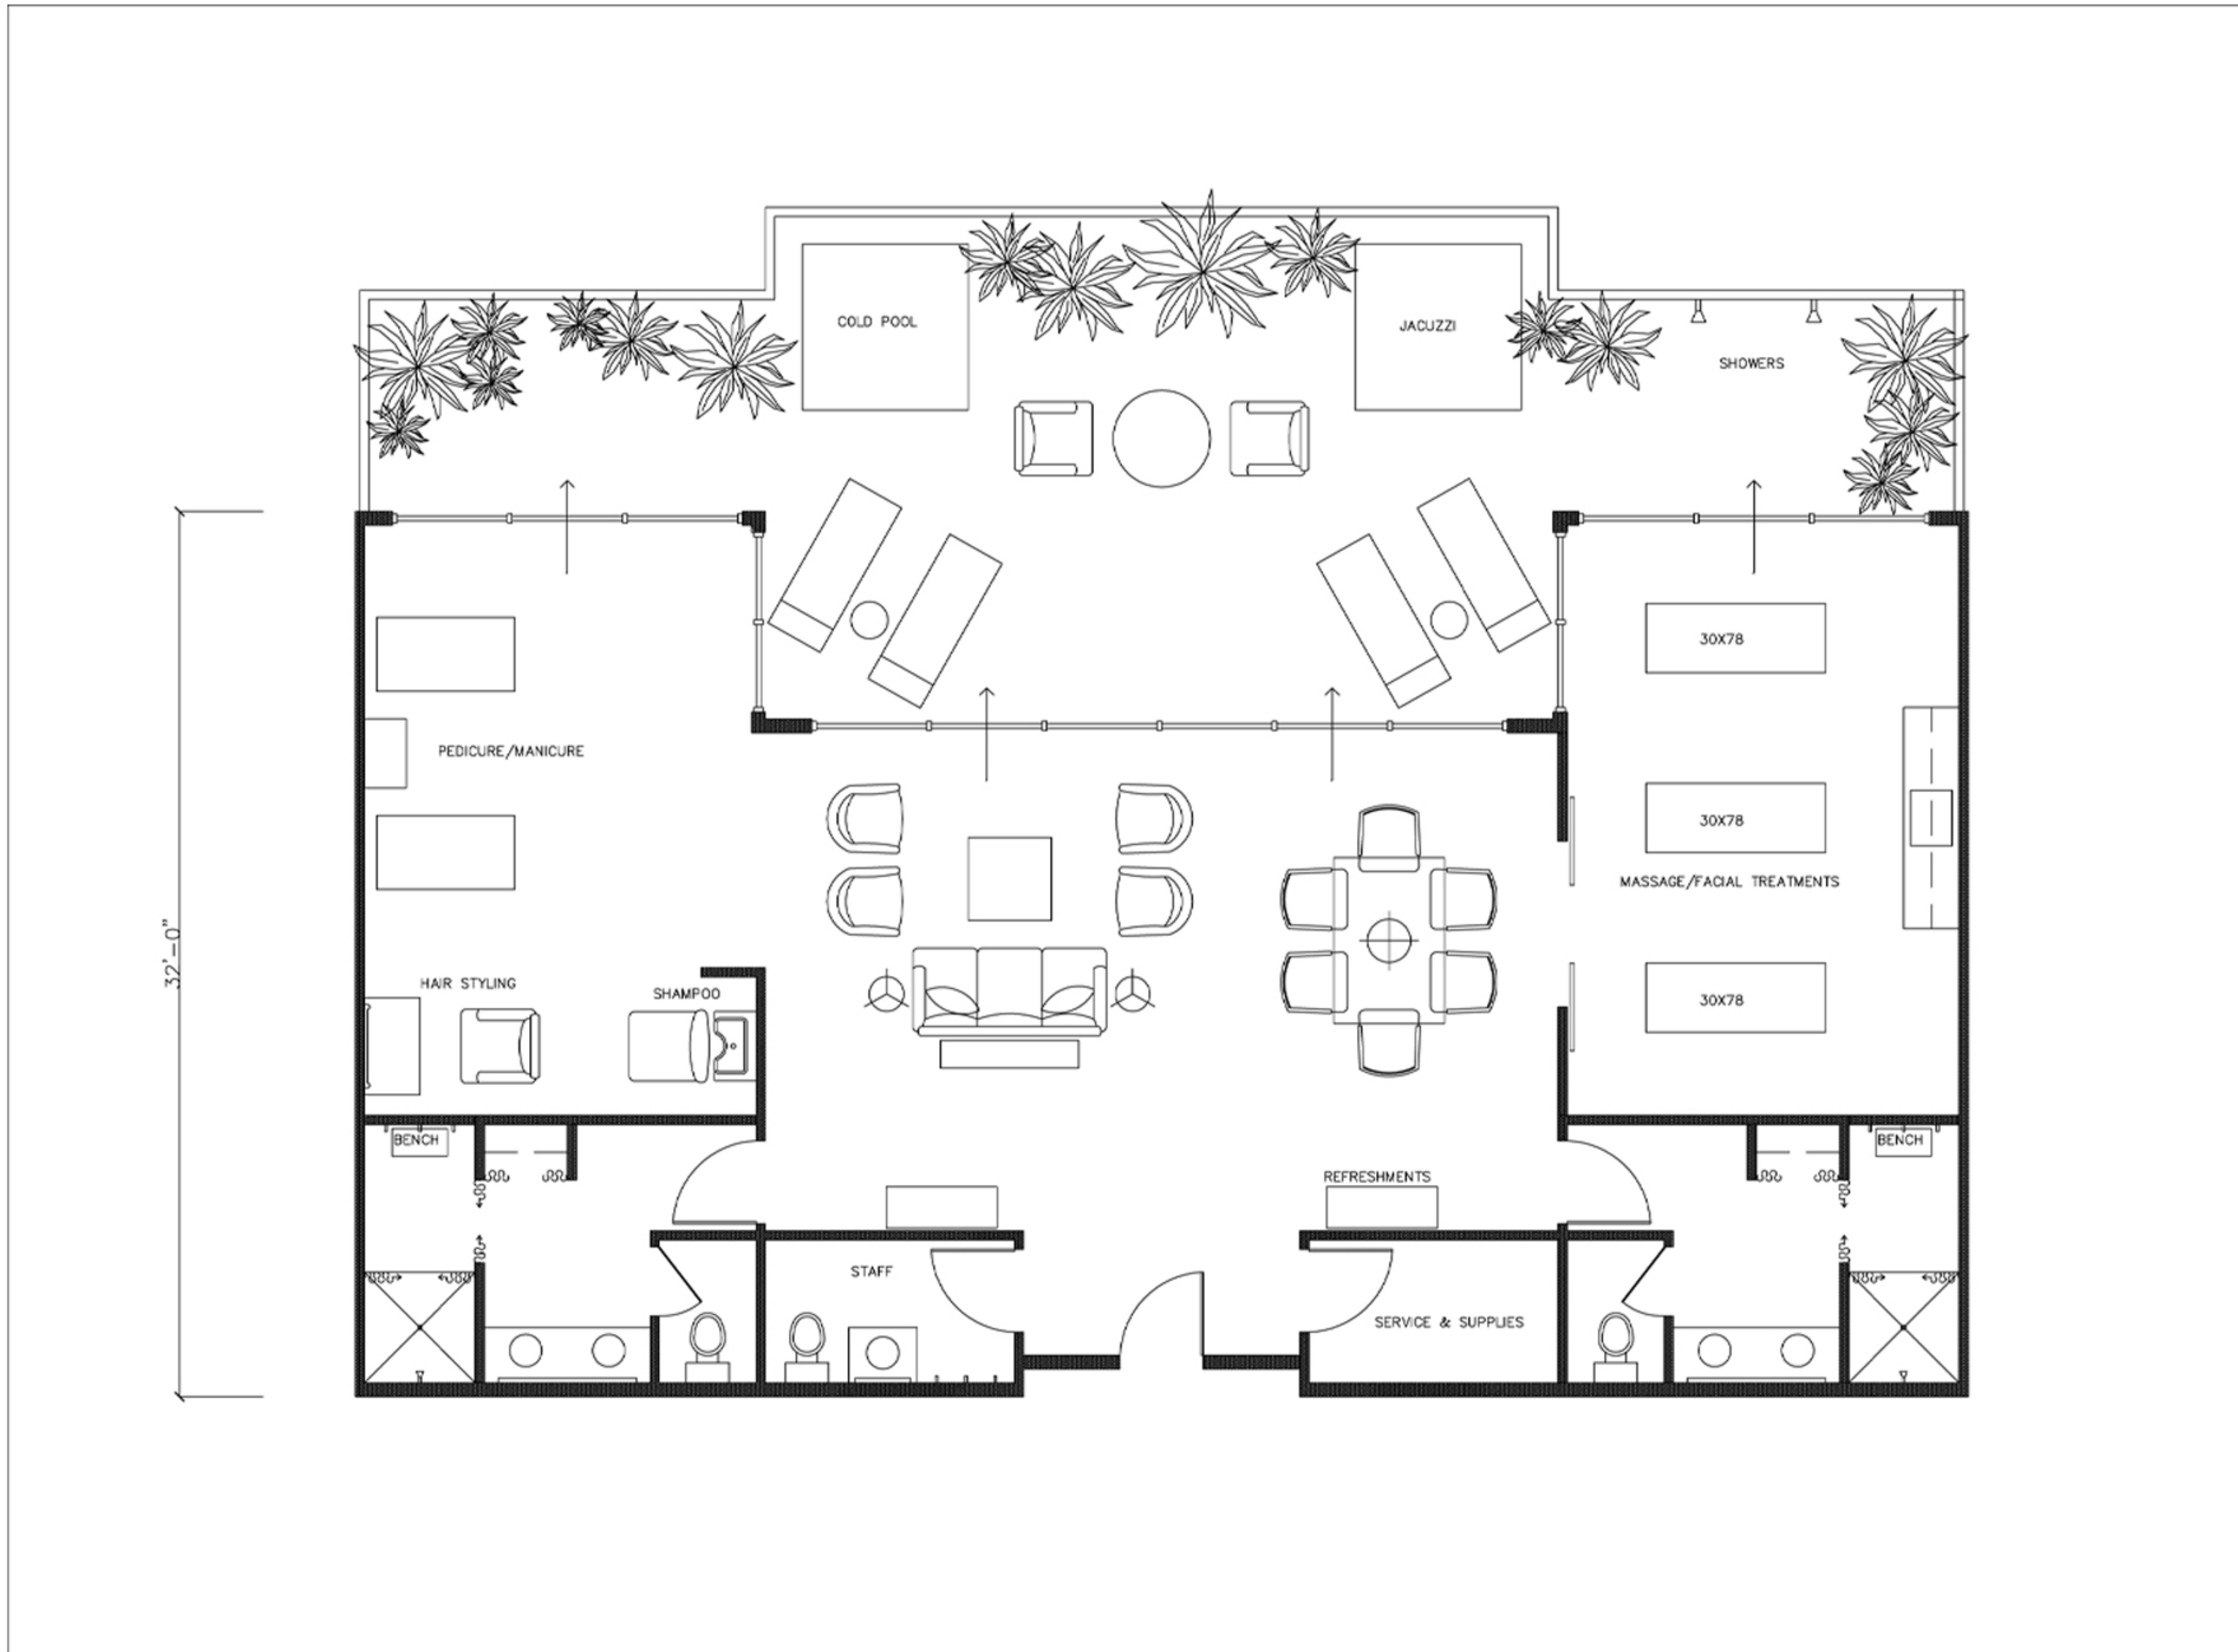 COLD POOL
JACUZZI
SHOWERS
30X78
PEDICURE/MANICURE
30X78
MASSAGE/FACIAL TREATMENTS
32'-0"
HAIR STYLING
SHAMPOO
30X78
BENCH
BENCH
REFRESHMENTS
STAFF
SERVICE & SUPPLIES